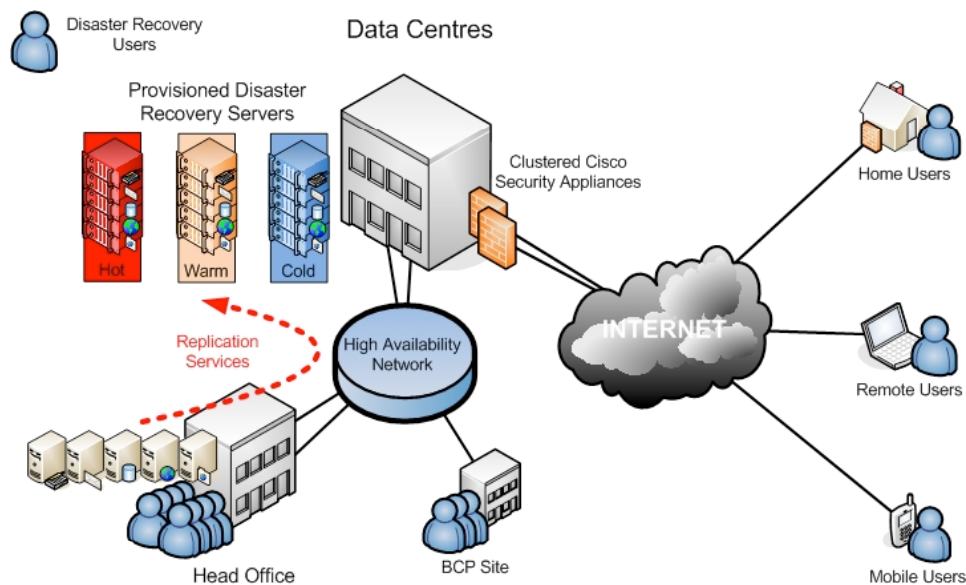 Disaster Recovery
Users
Data Centres
Provisioned Disaster
Recovery Servers
Hot
Warm
Cold
Clustered Cisco
Security Appliances
Home Users
INTERNET
Replication
Services
High Availability
Network
Remote Users
Head Office
BCP Site
Mobile Users